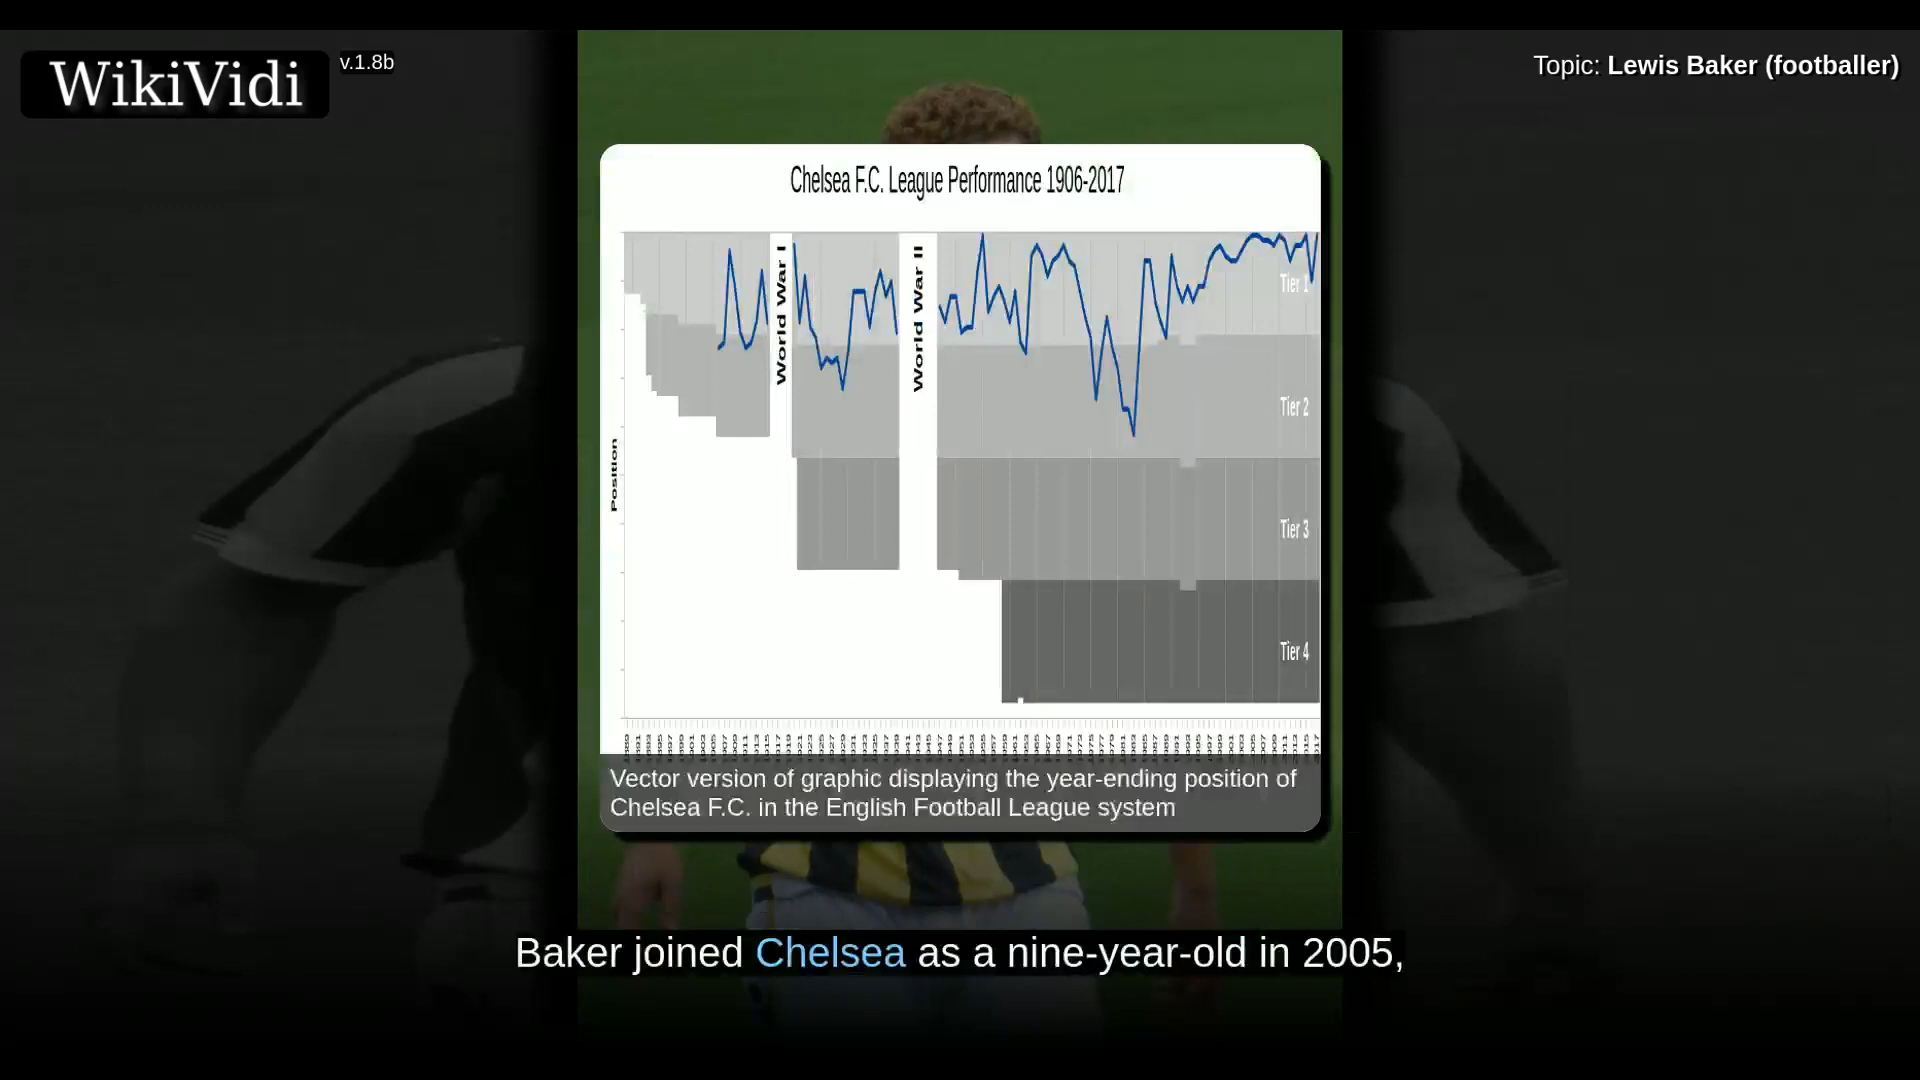 WikiVidi
v.1.8b
Topic: Lewis Baker (footballer)
Chelsea F.C. League Performance 1906-2017
World War I
World War II
Tier 1
Tier 2
Tier 3
Tier 4
Position
Vector version of graphic displaying the year-ending position of
Chelsea F.C. in the English Football League system
Baker joined Chelsea as a nine-year-old in 2005,